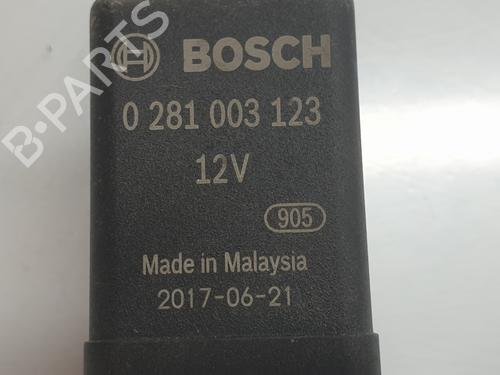 BOSCH
0 281 003 123
12V
905
Made in Malaysia
2017-06-21
B-PARTS